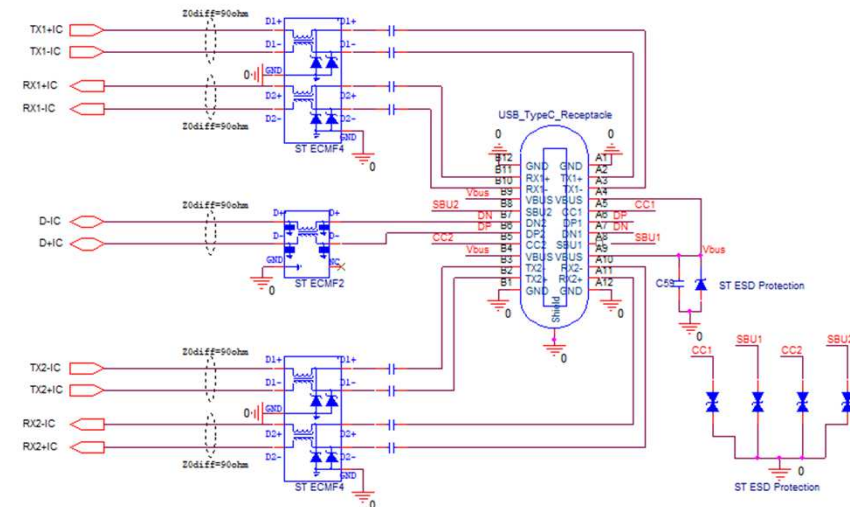 TX1+IC
TX1-IC
RX1+IC
RX1-IC
Z0diff=90ohm
Z0diff=90ohm
D1+ D1+
D1- D1-
GND
0
D2+ D2+
D2- D2-
GND
0
ST ECMF4
D-IC
D+IC
Z0diff=90ohm
D+ D+
D- D-
GND NC
0
ST ECMF2
TX2-IC
TX2+IC
RX2-IC
RX2+IC
Z0diff=90ohm
Z0diff=90ohm
D1+ D1+
D1- D1-
GND
0
D2+ D2+
D2- D2-
GND
0
ST ECMF4
USB_TypeC_Receptacle
0 0
B12 GND GND A1
B11 RX1+ TX1+ A2
B10 RX1- TX1- A3
Vbus B9 VBUS VBUS A4
SBU2 B8 SBU2 CC1 A5 CC1
DN B7 DN2 DP1 A6 DP
DP B6 DP2 DN1 A7 DN
CC2 B5 CC2 SBU1 A8 SBU1
Vbus B4 VBUS VBUS A9 Vbus
B3 TX2- RX2- A10
B2 TX2+ RX2+ A11
B1 GND GND A12
0 0
Shield
0
C59
ST ESD Protection
0
CC1 SBU1 CC2 SBU2
0
ST ESD Protection